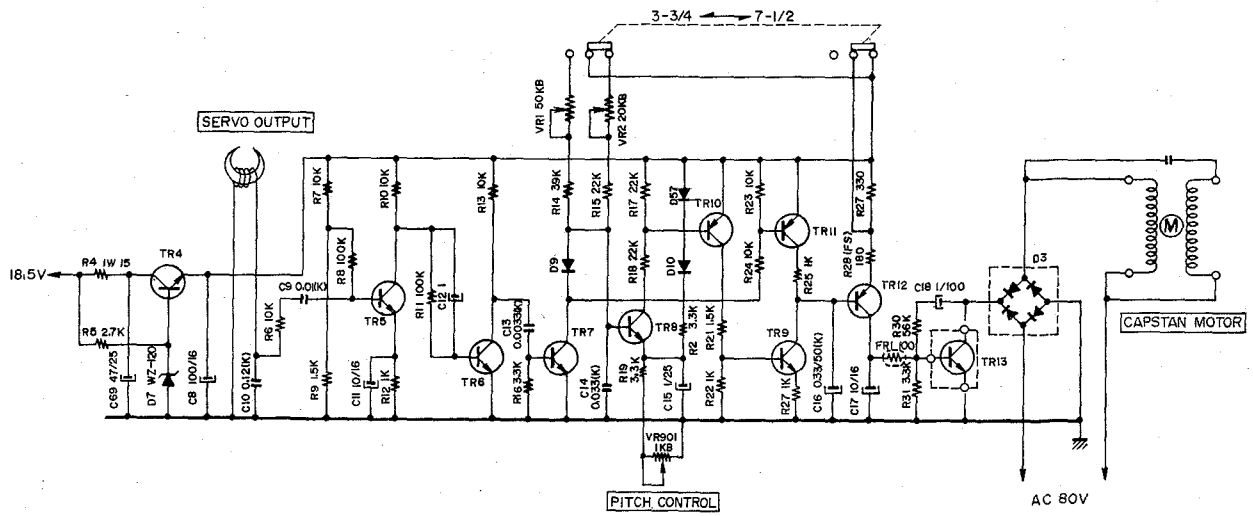 3-3/4 ⟷ 7-1/2
SERVO OUTPUT
VR1 50KB
VR2 20KB
R7 10K
R10 10K
R13 10K
R14 39K
R15 22K
R17 22K
D57
TR10
R23 10K
TR11
R27 330
D3
M
18.5V
R4 1W 15
TR4
R8 100K
C9 0.01(K)
R6 10K
TR5
R11 100K
C12 1
D9
R18 22K
D10
R24 10K
R25 1K
R28 (FS)
180
TR12
C18 1/100
CAPSTAN MOTOR
R5 2.7K
C69 47/25
D7 WZ-120
C8 100/16
C10 0.12(K)
R9 1.5K
C11 10/16
R12 1K
TR6
C13
0.0033(K)
R16 3.3K
TR7
C14
0.033(K)
TR8
R19
3.3K
R2 3.3K
C15 1/25
R21 1.5K
R22 1K
TR9
R27 1K
C16 0.33/50(K)
C17 10/16
FR1 100
R30
56K
R31 3.3K
TR13
VR901
1KB
PITCH CONTROL
AC 80V